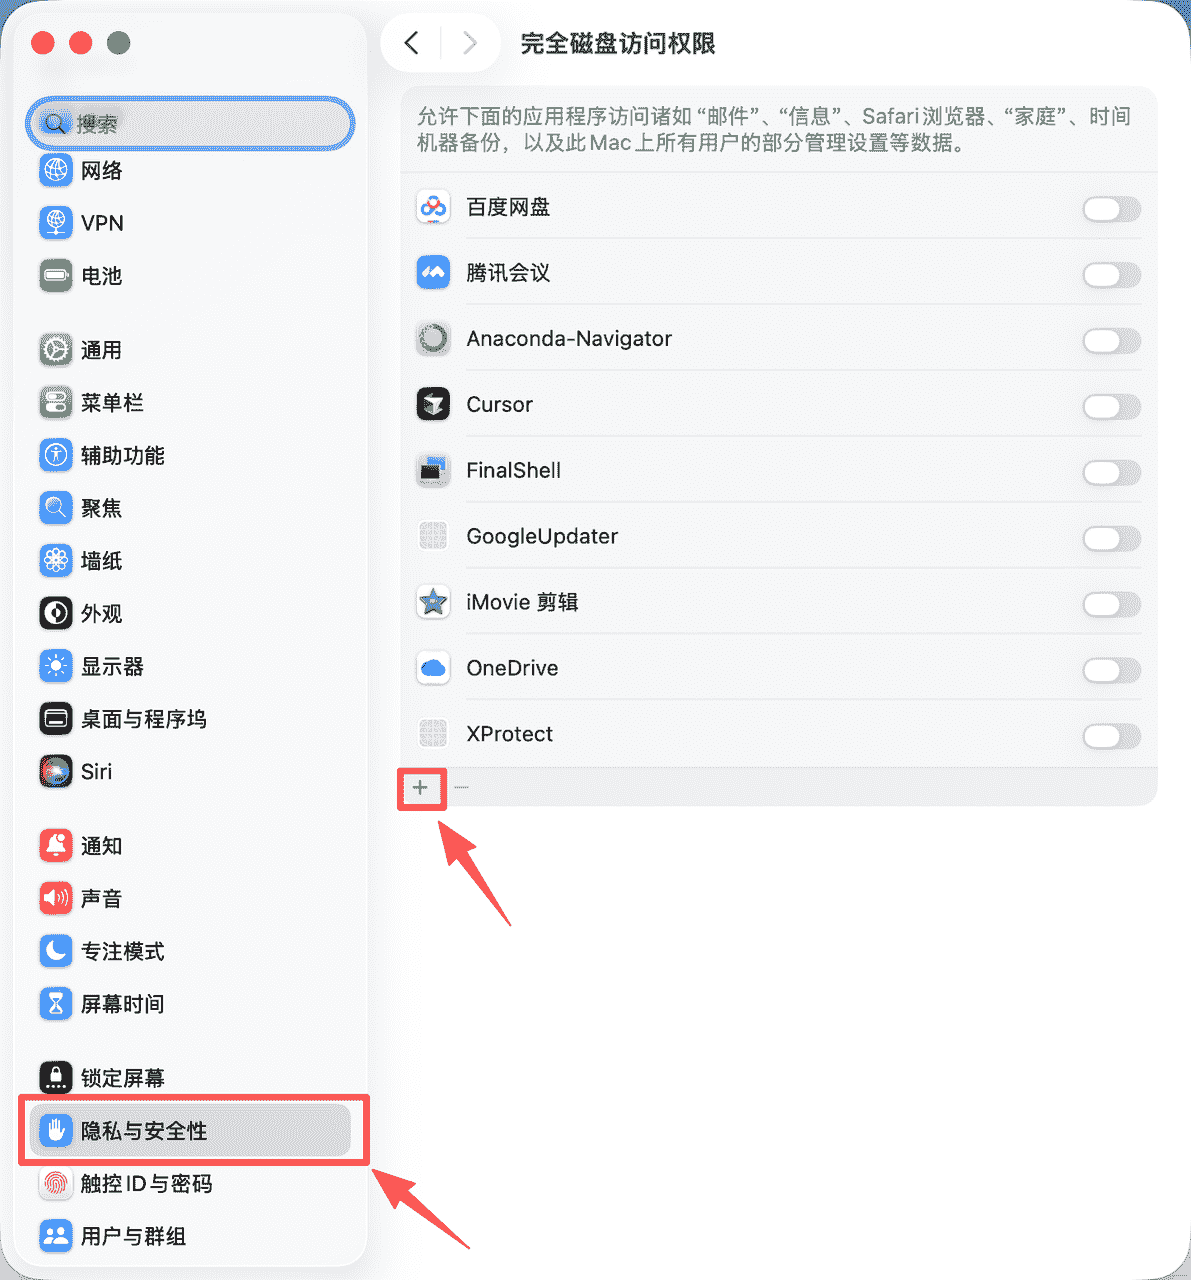 完全磁盘访问权限
搜索
网络
VPN
电池
通用
菜单栏
辅助功能
聚焦
墙纸
外观
显示器
桌面与程序坞
Siri
通知
声音
专注模式
屏幕时间
锁定屏幕
隐私与安全性
触控ID与密码
用户与群组
允许下面的应用程序访问诸如“邮件”、“信息”、Safari浏览器、“家庭”、时间
机器备份，以及此Mac上所有用户的部分管理设置等数据。
百度网盘
腾讯会议
Anaconda-Navigator
Cursor
FinalShell
GoogleUpdater
iMovie 剪辑
OneDrive
XProtect